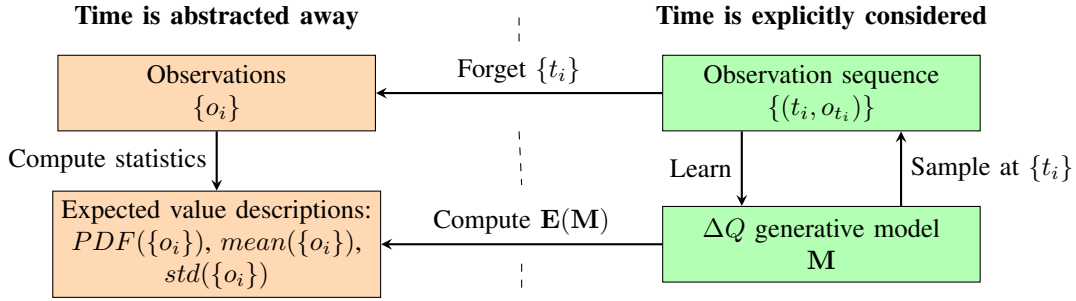 Time is abstracted away
Time is explicitly considered
Observations
{o_i}
Forget {t_i}
Observation sequence
{(t_i, o_{t_i})}
Compute statistics
Learn
Sample at {t_i}
Expected value descriptions:
PDF({o_i}), mean({o_i}),
std({o_i})
Compute E(M)
ΔQ generative model
M